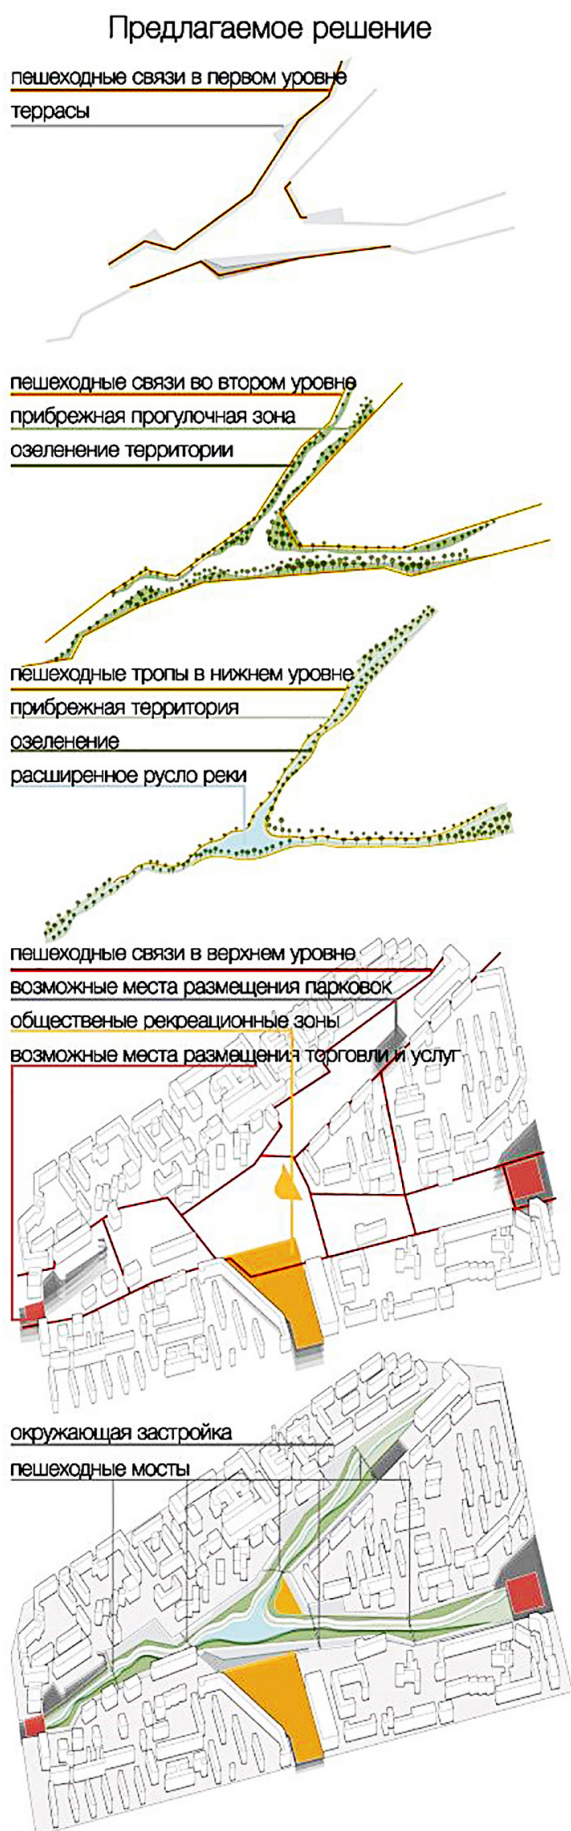 Предлагаемое решение
пешеходные связи в первом уровне
террасы
пешеходные связи во втором уровне
прибрежная прогулочная зона
озеленение территории
пешеходные тропы в нижнем уровне
прибрежная территория
озеленение
расширенное русло реки
пешеходные связи в верхнем уровне
возможные места размещения парковок
общественые рекреационные зоны
возможные места размещения торговли и услуг
окружающая застройка
пешеходные мосты